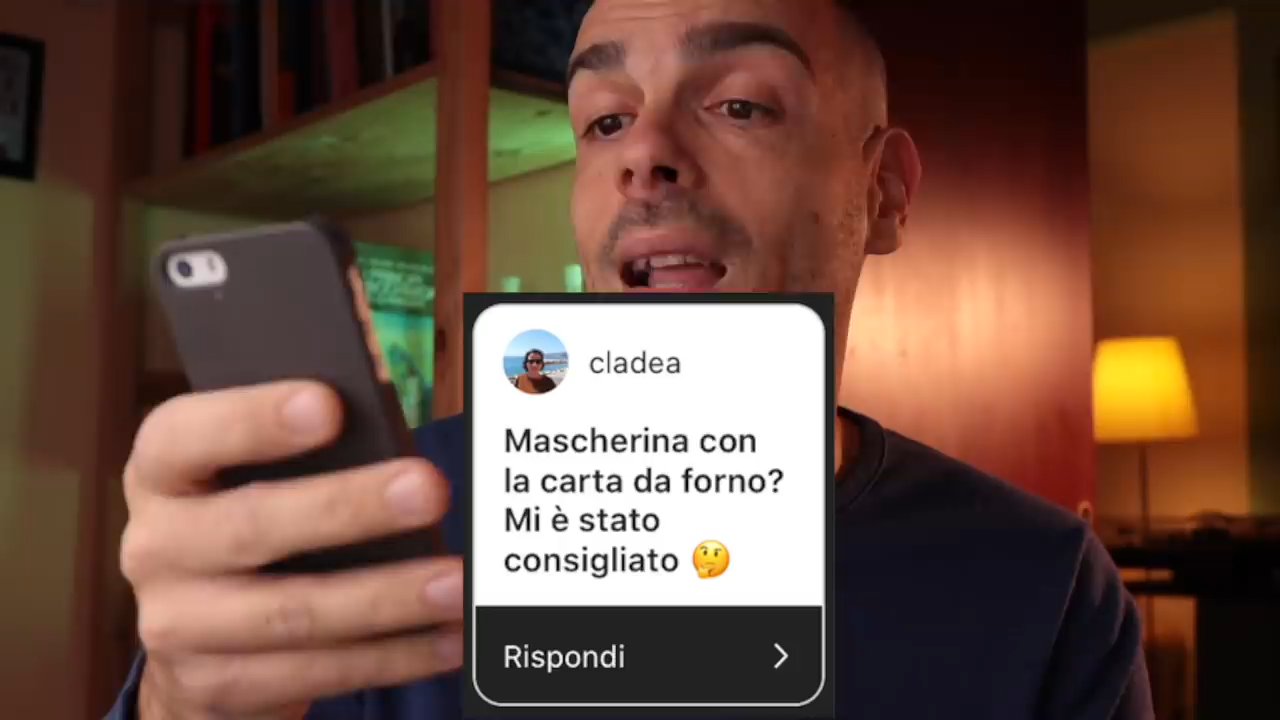 cladea
Mascherina con
la carta da forno?
Mi è stato
consigliato 🤔
Rispondi